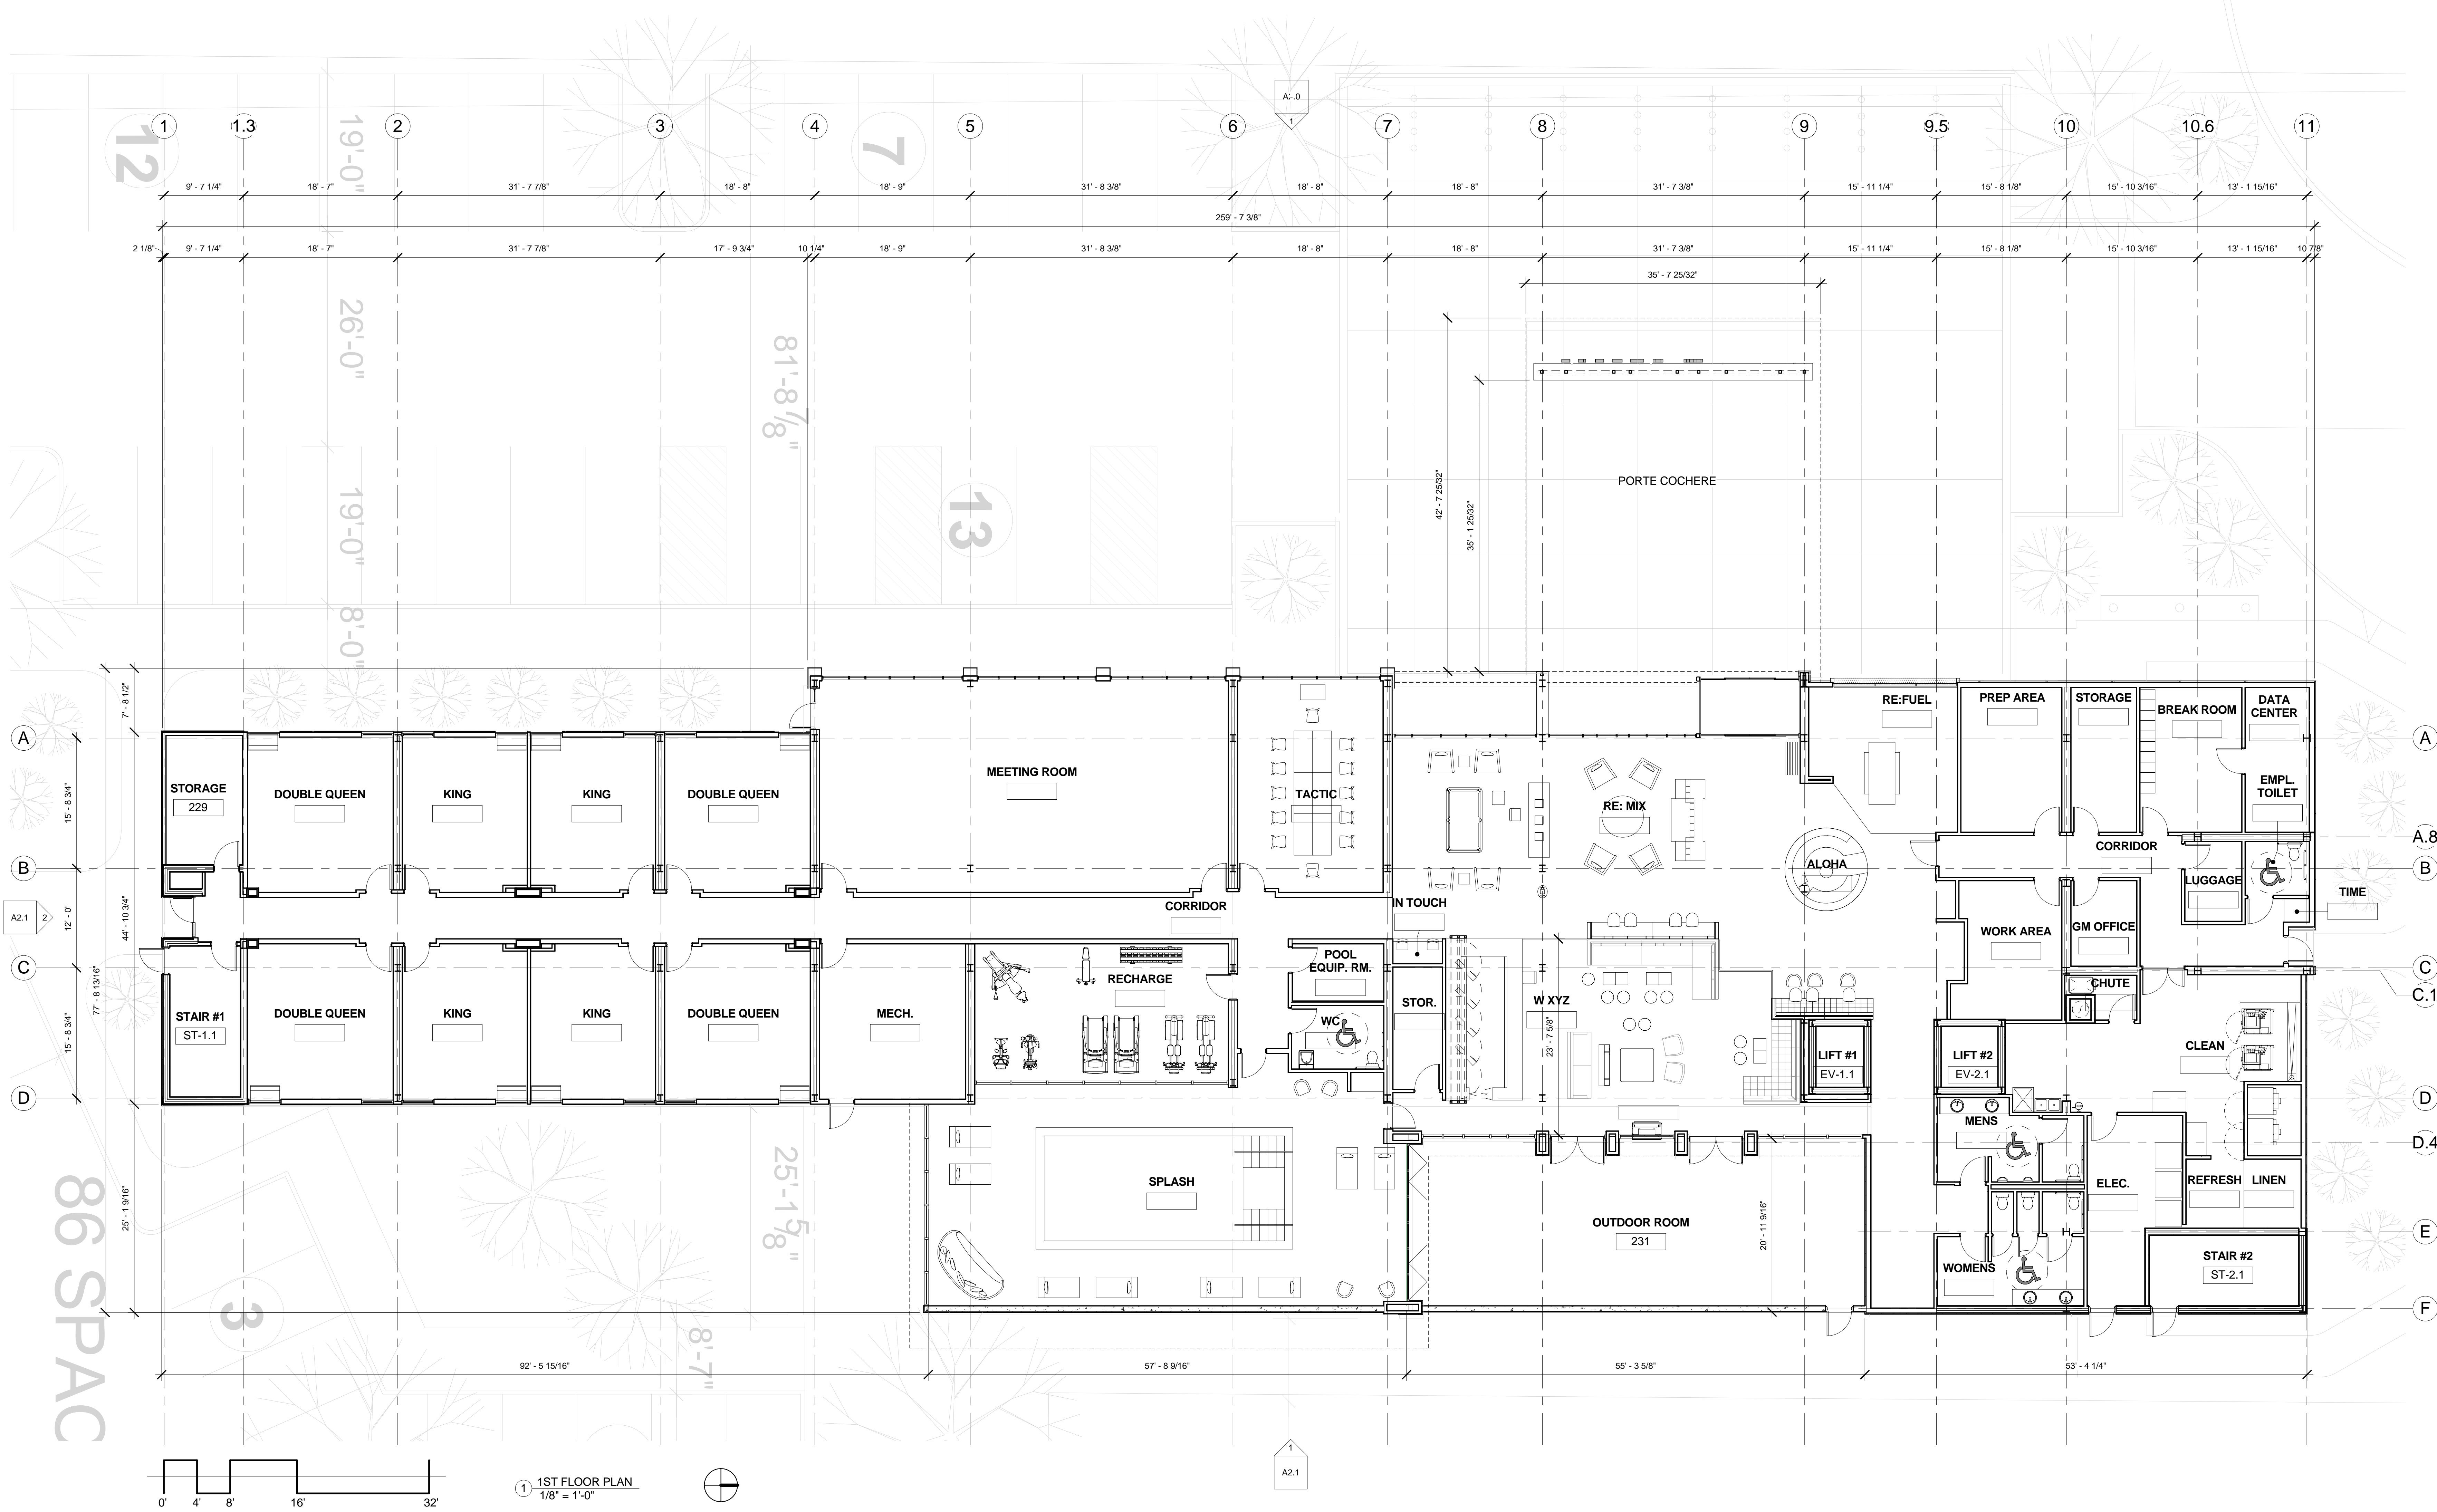 A2.0
1
12
19'-0"
7
1
1.3
2
3
4
5
6
7
8
9
9.5
10
10.6
11
9' - 7 1/4"
18' - 7"
31' - 7 7/8"
18' - 8"
18' - 9"
31' - 8 3/8"
18' - 8"
18' - 8"
31' - 7 3/8"
15' - 11 1/4"
15' - 8 1/8"
15' - 10 3/16"
13' - 1 15/16"
259' - 7 3/8"
2 1/8"
9' - 7 1/4"
18' - 7"
31' - 7 7/8"
17' - 9 3/4"
10 1/4"
18' - 9"
31' - 8 3/8"
18' - 8"
18' - 8"
31' - 7 3/8"
15' - 11 1/4"
15' - 8 1/8"
15' - 10 3/16"
13' - 1 15/16"
10 7/8"
35' - 7 25/32"
26'-0"
81'-8 7/8"
42' - 7 25/32"
35' - 1 25/32"
PORTE COCHERE
19'-0"
13
8'-0"
7' - 8 1/2"
A
15' - 8 3/4"
B
12' - 0"
44' - 10 3/4"
C
77' - 8 13/16"
15' - 8 3/4"
D
25' - 1 9/16"
A2.1
2
STORAGE
229
DOUBLE QUEEN
KING
KING
DOUBLE QUEEN
MEETING ROOM
TACTIC
RE: MIX
RE:FUEL
PREP AREA
STORAGE
BREAK ROOM
DATA
CENTER
EMPL.
TOILET
ALOHA
CORRIDOR
LUGGAGE
TIME
CORRIDOR
IN TOUCH
WORK AREA
GM OFFICE
CHUTE
STAIR #1
ST-1.1
DOUBLE QUEEN
KING
KING
DOUBLE QUEEN
MECH.
RECHARGE
POOL
EQUIP. RM.
WC
STOR.
W XYZ
23' - 7 5/8"
LIFT #1
EV-1.1
LIFT #2
EV-2.1
CLEAN
MENS
SPLASH
OUTDOOR ROOM
231
20' - 11 9/16"
ELEC.
REFRESH
LINEN
WOMENS
STAIR #2
ST-2.1
A
A.8
B
C
C.1
D
D.4
E
F
86 SPAC
3
25'-1 5/8"
8'-7"
92' - 5 15/16"
57' - 8 9/16"
55' - 3 5/8"
53' - 4 1/4"
0'
4'
8'
16'
32'
1
1ST FLOOR PLAN
1/8" = 1'-0"
1
A2.1